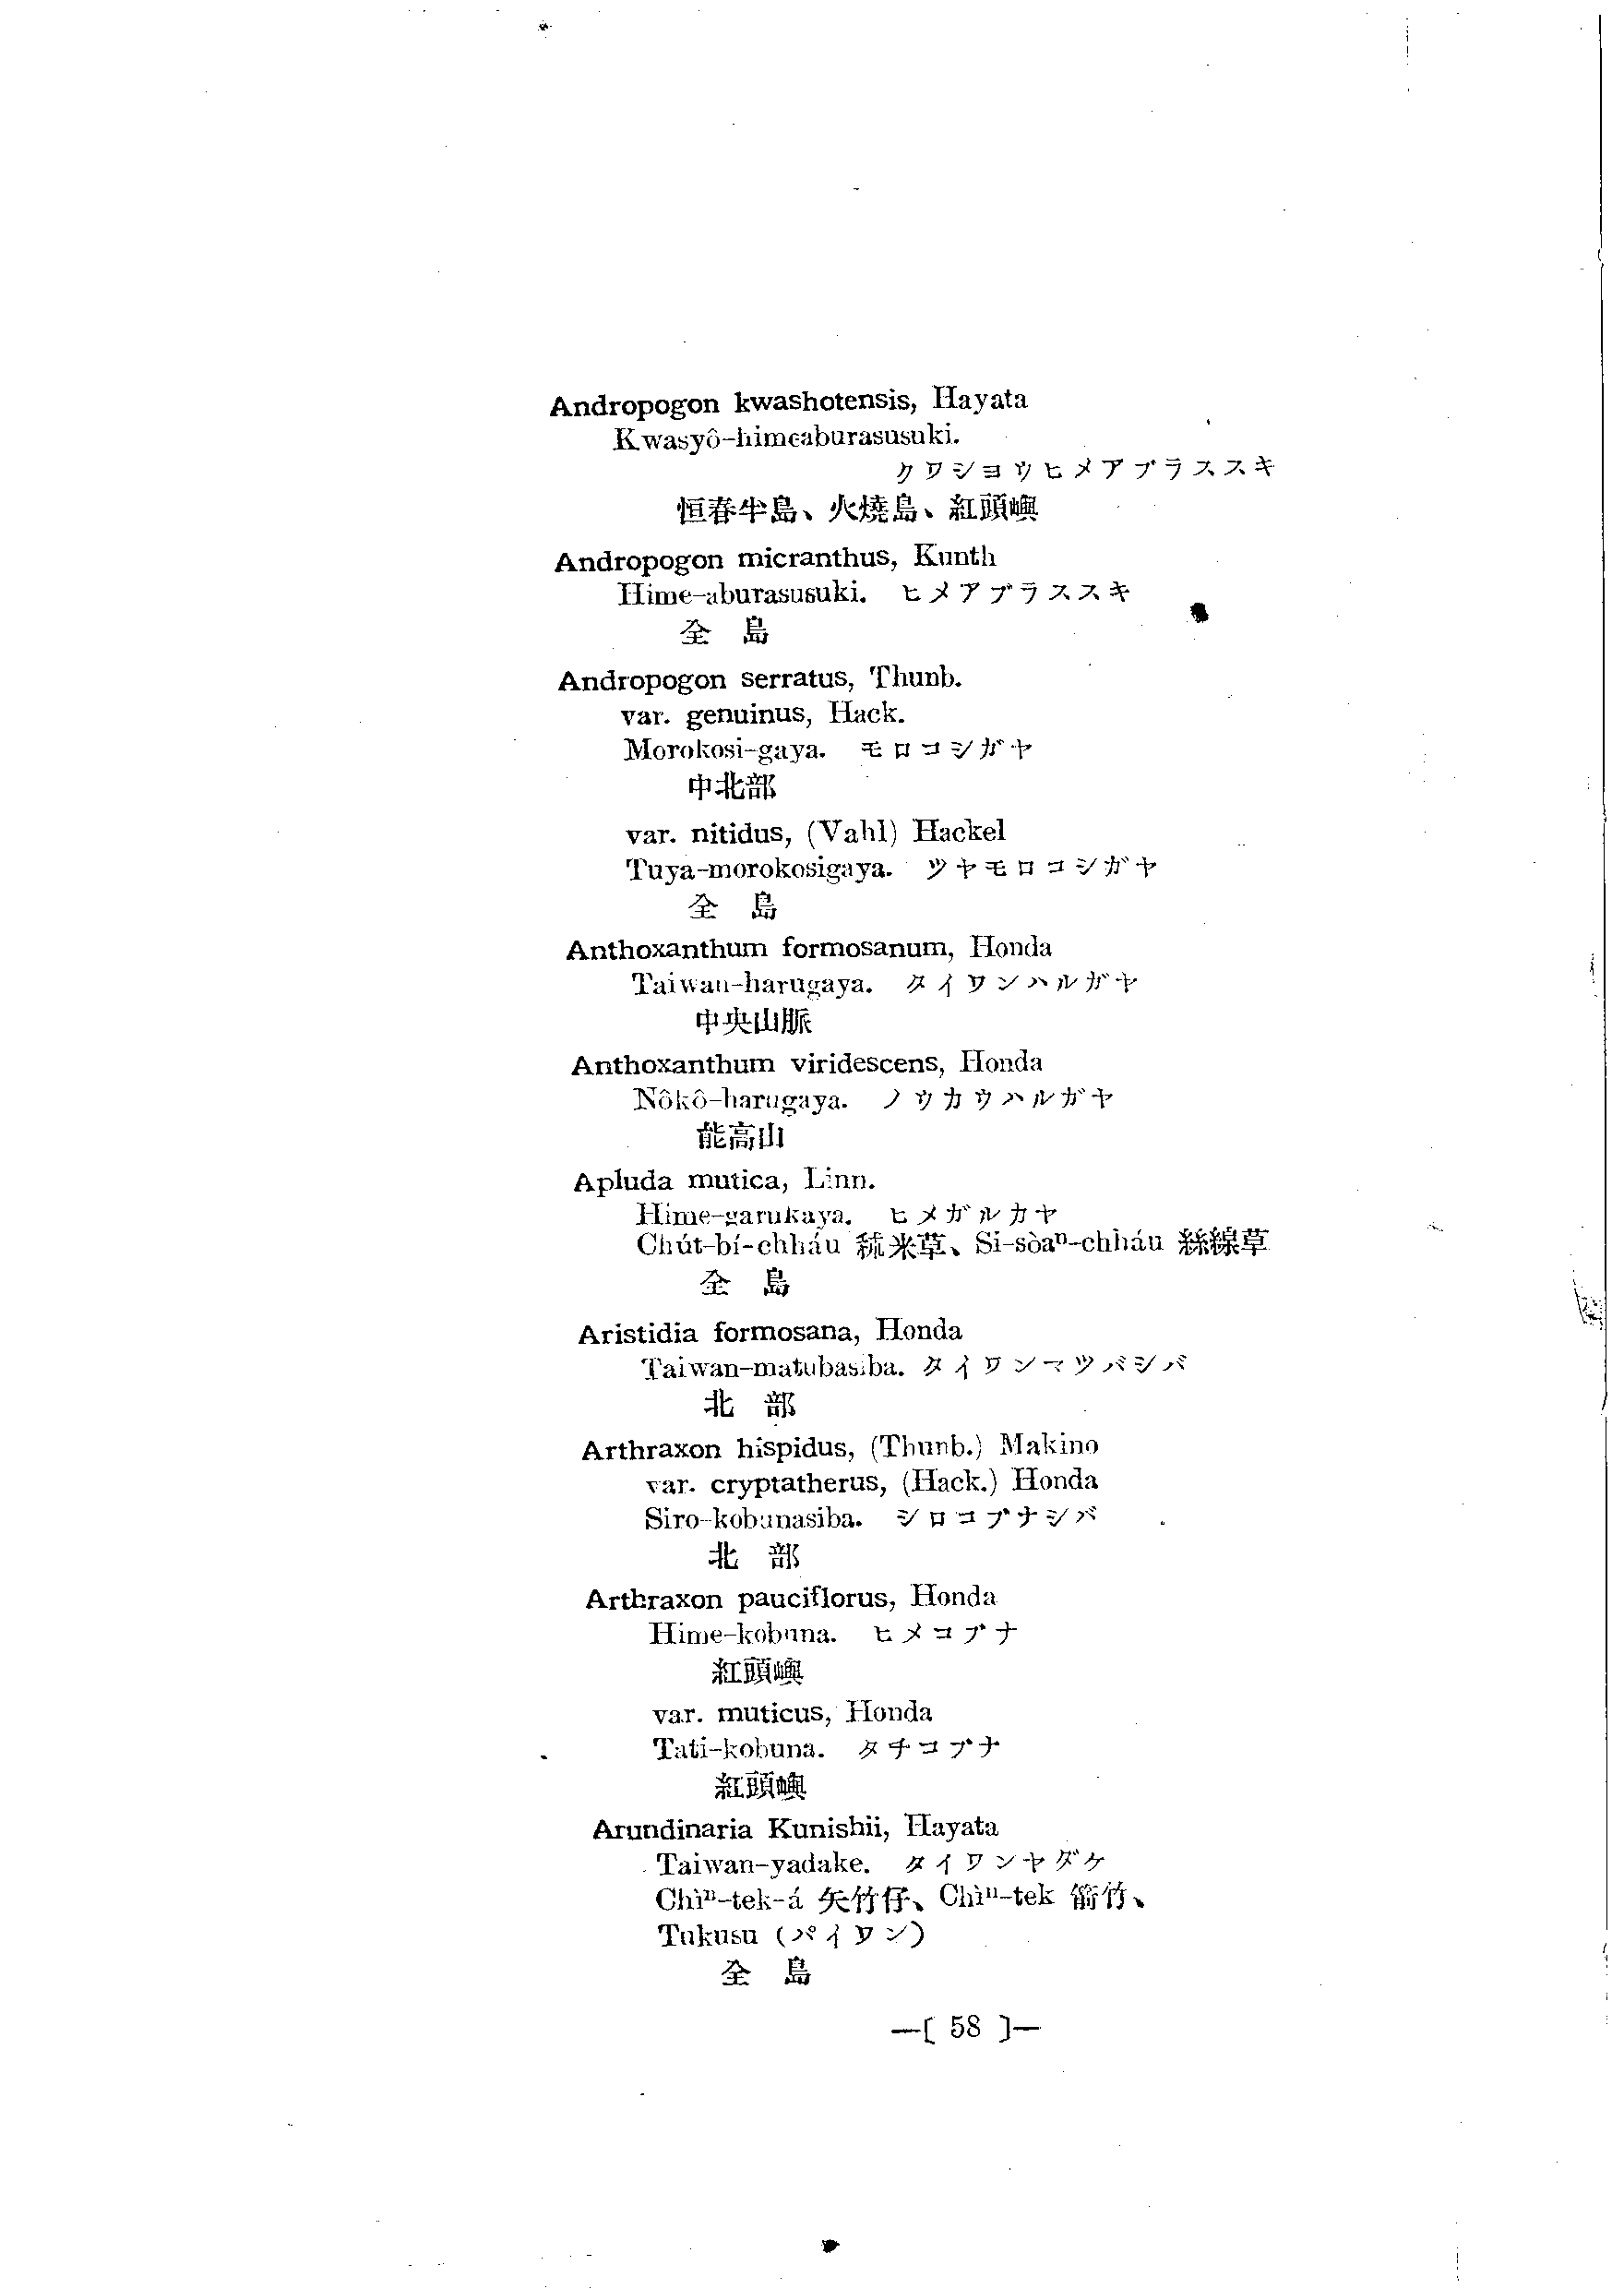 Andropogon kwashotensis, Hayata
Kwasyô-himeaburasusuki.
クワシヨウヒメアブラススキ
恒春半島、火燒島、紅頭嶼
Andropogon micranthus, Kunth
Hime-aburasusuki. ヒメアブラススキ
全 島
Andropogon serratus, Thunb.
var. genuinus, Hack.
Morokosi-gaya. モロコシガヤ
中北部
var. nitidus, (Vahl) Hackel
Tuya-morokosigaya. ツヤモロコシガヤ
全 島
Anthoxanthum formosanum, Honda
Taiwan-harugaya. タイワンハルガヤ
中央山脈
Anthoxanthum viridescens, Honda
Nôkô-harugaya. ノウカウハルガヤ
能高山
Apluda mutica, Linn.
Hime-garukaya. ヒメガルカヤ
Chút-bí-chháu 秫米草、Si-sòaⁿ-chháu 絲線草
全 島
Aristidia formosana, Honda
Taiwan-matubasiba. タイワンマツバシバ
北 部
Arthraxon hispidus, (Thunb.) Makino
var. cryptatherus, (Hack.) Honda
Siro-kobunasiba. シロコブナシバ
北 部
Arthraxon pauciflorus, Honda
Hime-kobuna. ヒメコブナ
紅頭嶼
var. muticus, Honda
Tati-kobuna. タチコブナ
紅頭嶼
Arundinaria Kunishii, Hayata
Taiwan-yadake. タイワンヤダケ
Chìⁿ-tek-á 矢竹仔、Chìⁿ-tek 箭竹、
Tukusu (パイワン)
全 島
—[ 58 ]—